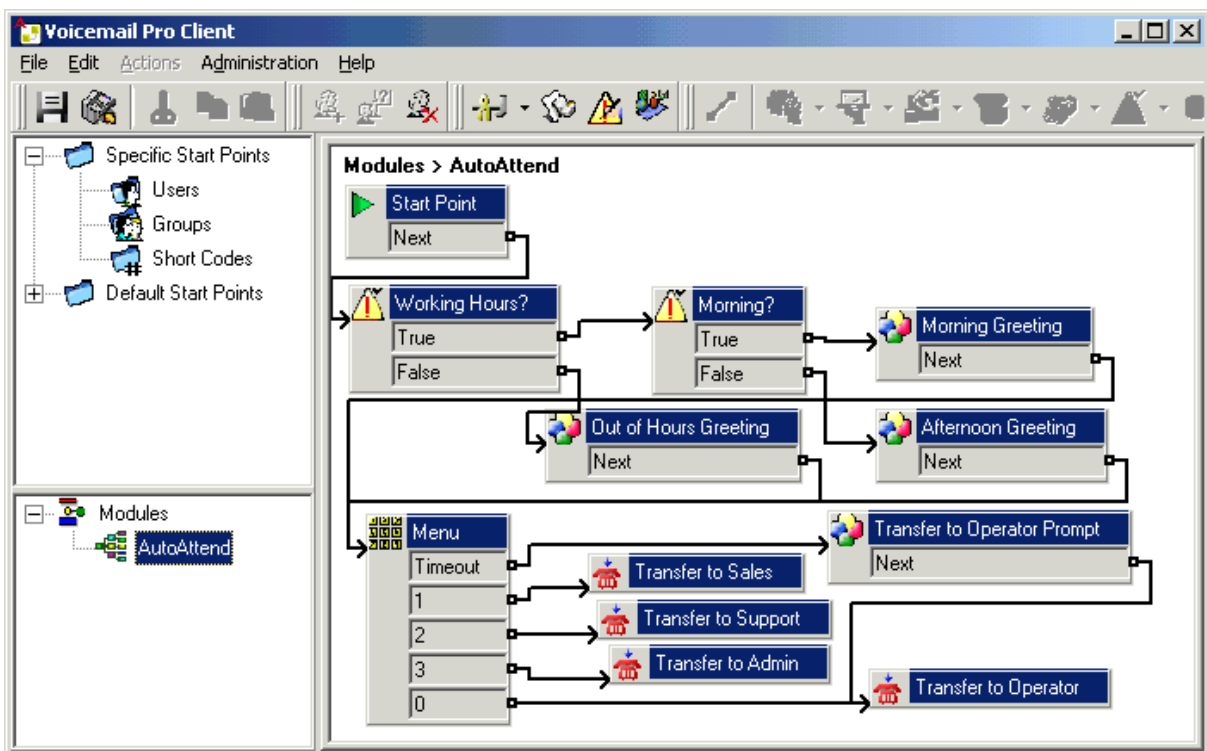 Voicemail Pro Client
File Edit Actions Administration Help
Specific Start Points
Users
Groups
Short Codes
Default Start Points
Modules
AutoAttend
Modules > AutoAttend
Start Point
Next
Working Hours?
True
False
Morning?
True
False
Morning Greeting
Next
Out of Hours Greeting
Next
Afternoon Greeting
Next
Menu
Timeout
1
2
3
0
Transfer to Operator Prompt
Next
Transfer to Sales
Transfer to Support
Transfer to Admin
Transfer to Operator